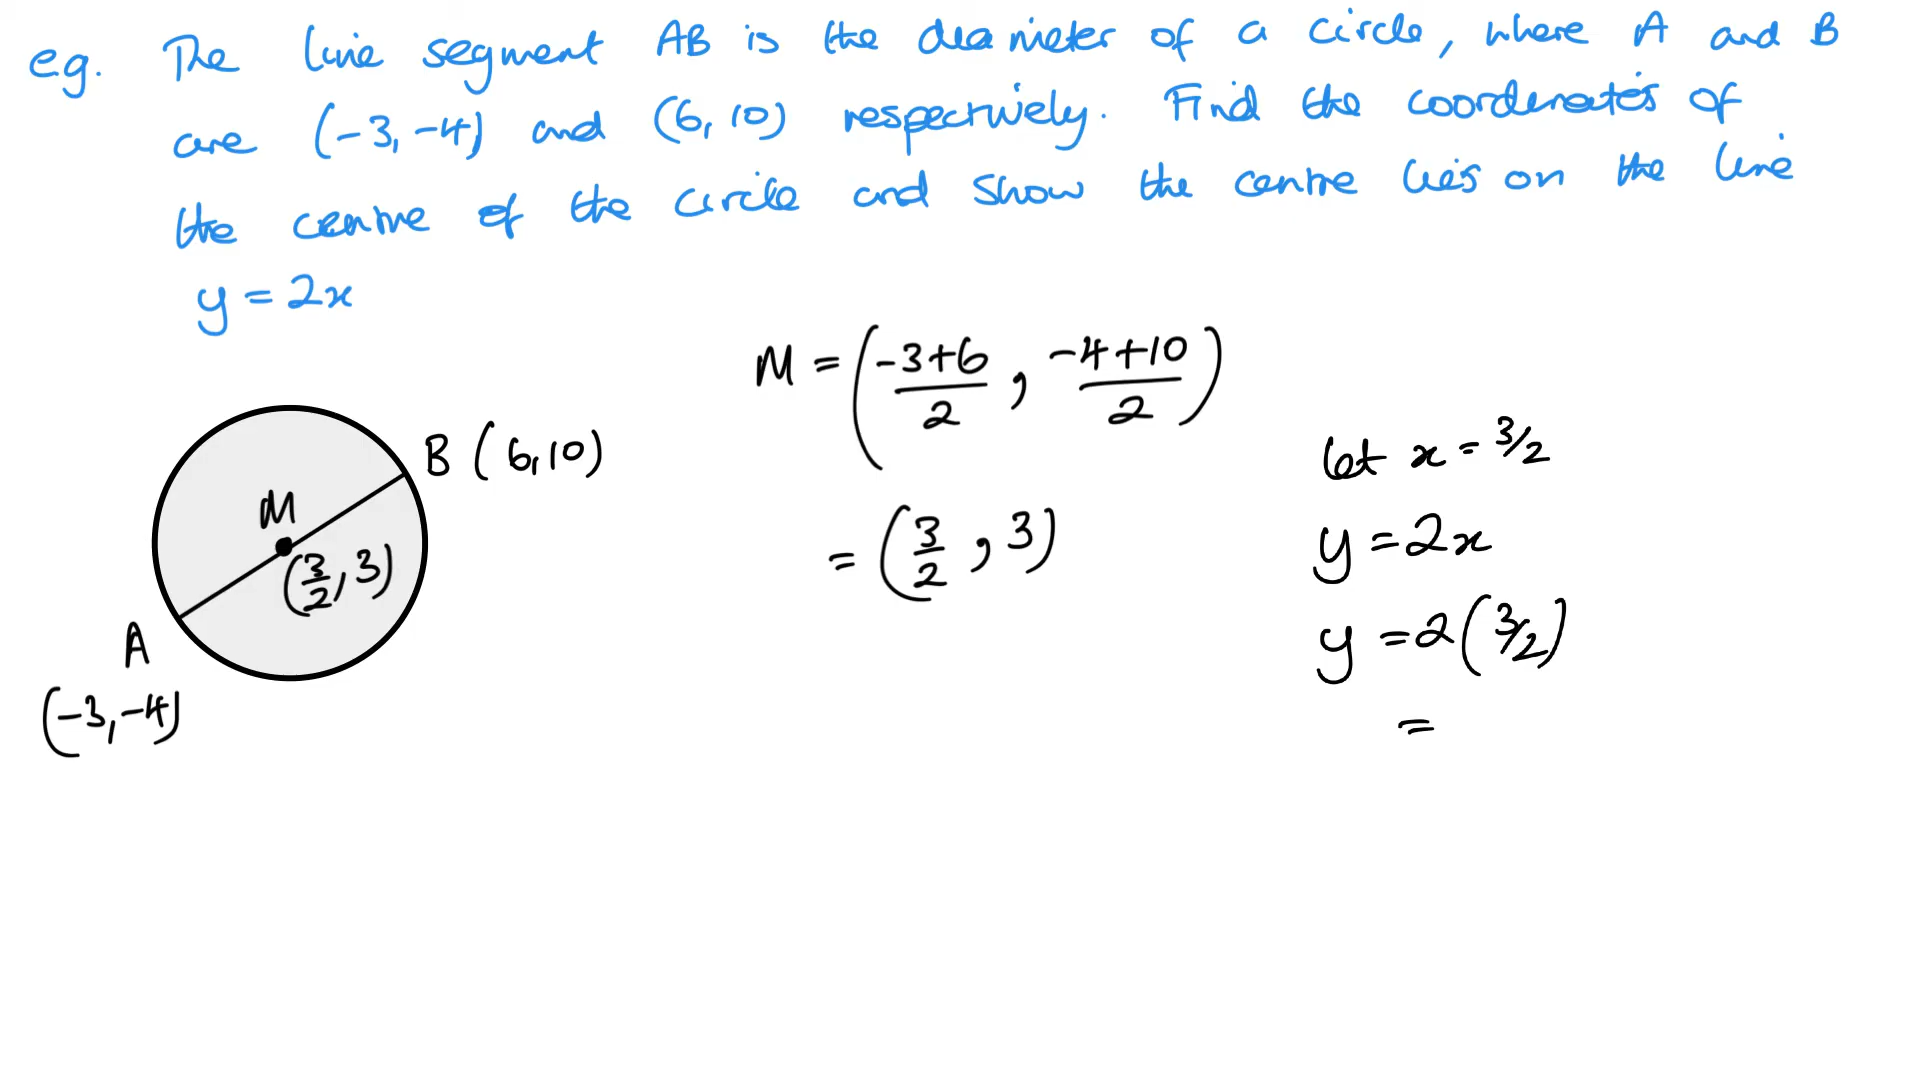 e.g. The line segment AB is the diameter of a circle, where A and B
are (-3, -4) and (6, 10) respectively. Find the coordinates of
the centre of the circle and show the centre lies on the line
y = 2x
M = (-3+6/2, -4+10/2)
= (3/2, 3)
B (6, 10)
M
(3/2, 3)
A
(-3, -4)
let x = 3/2
y = 2x
y = 2(3/2)
=